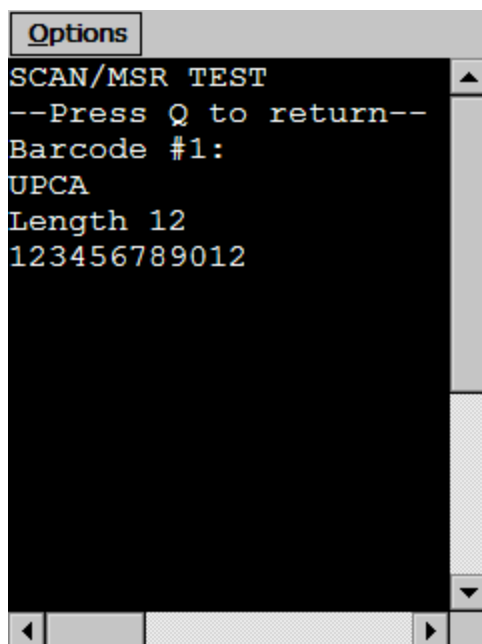 Options
SCAN/MSR TEST
--Press Q to return--
Barcode #1:
UPCA
Length 12
123456789012